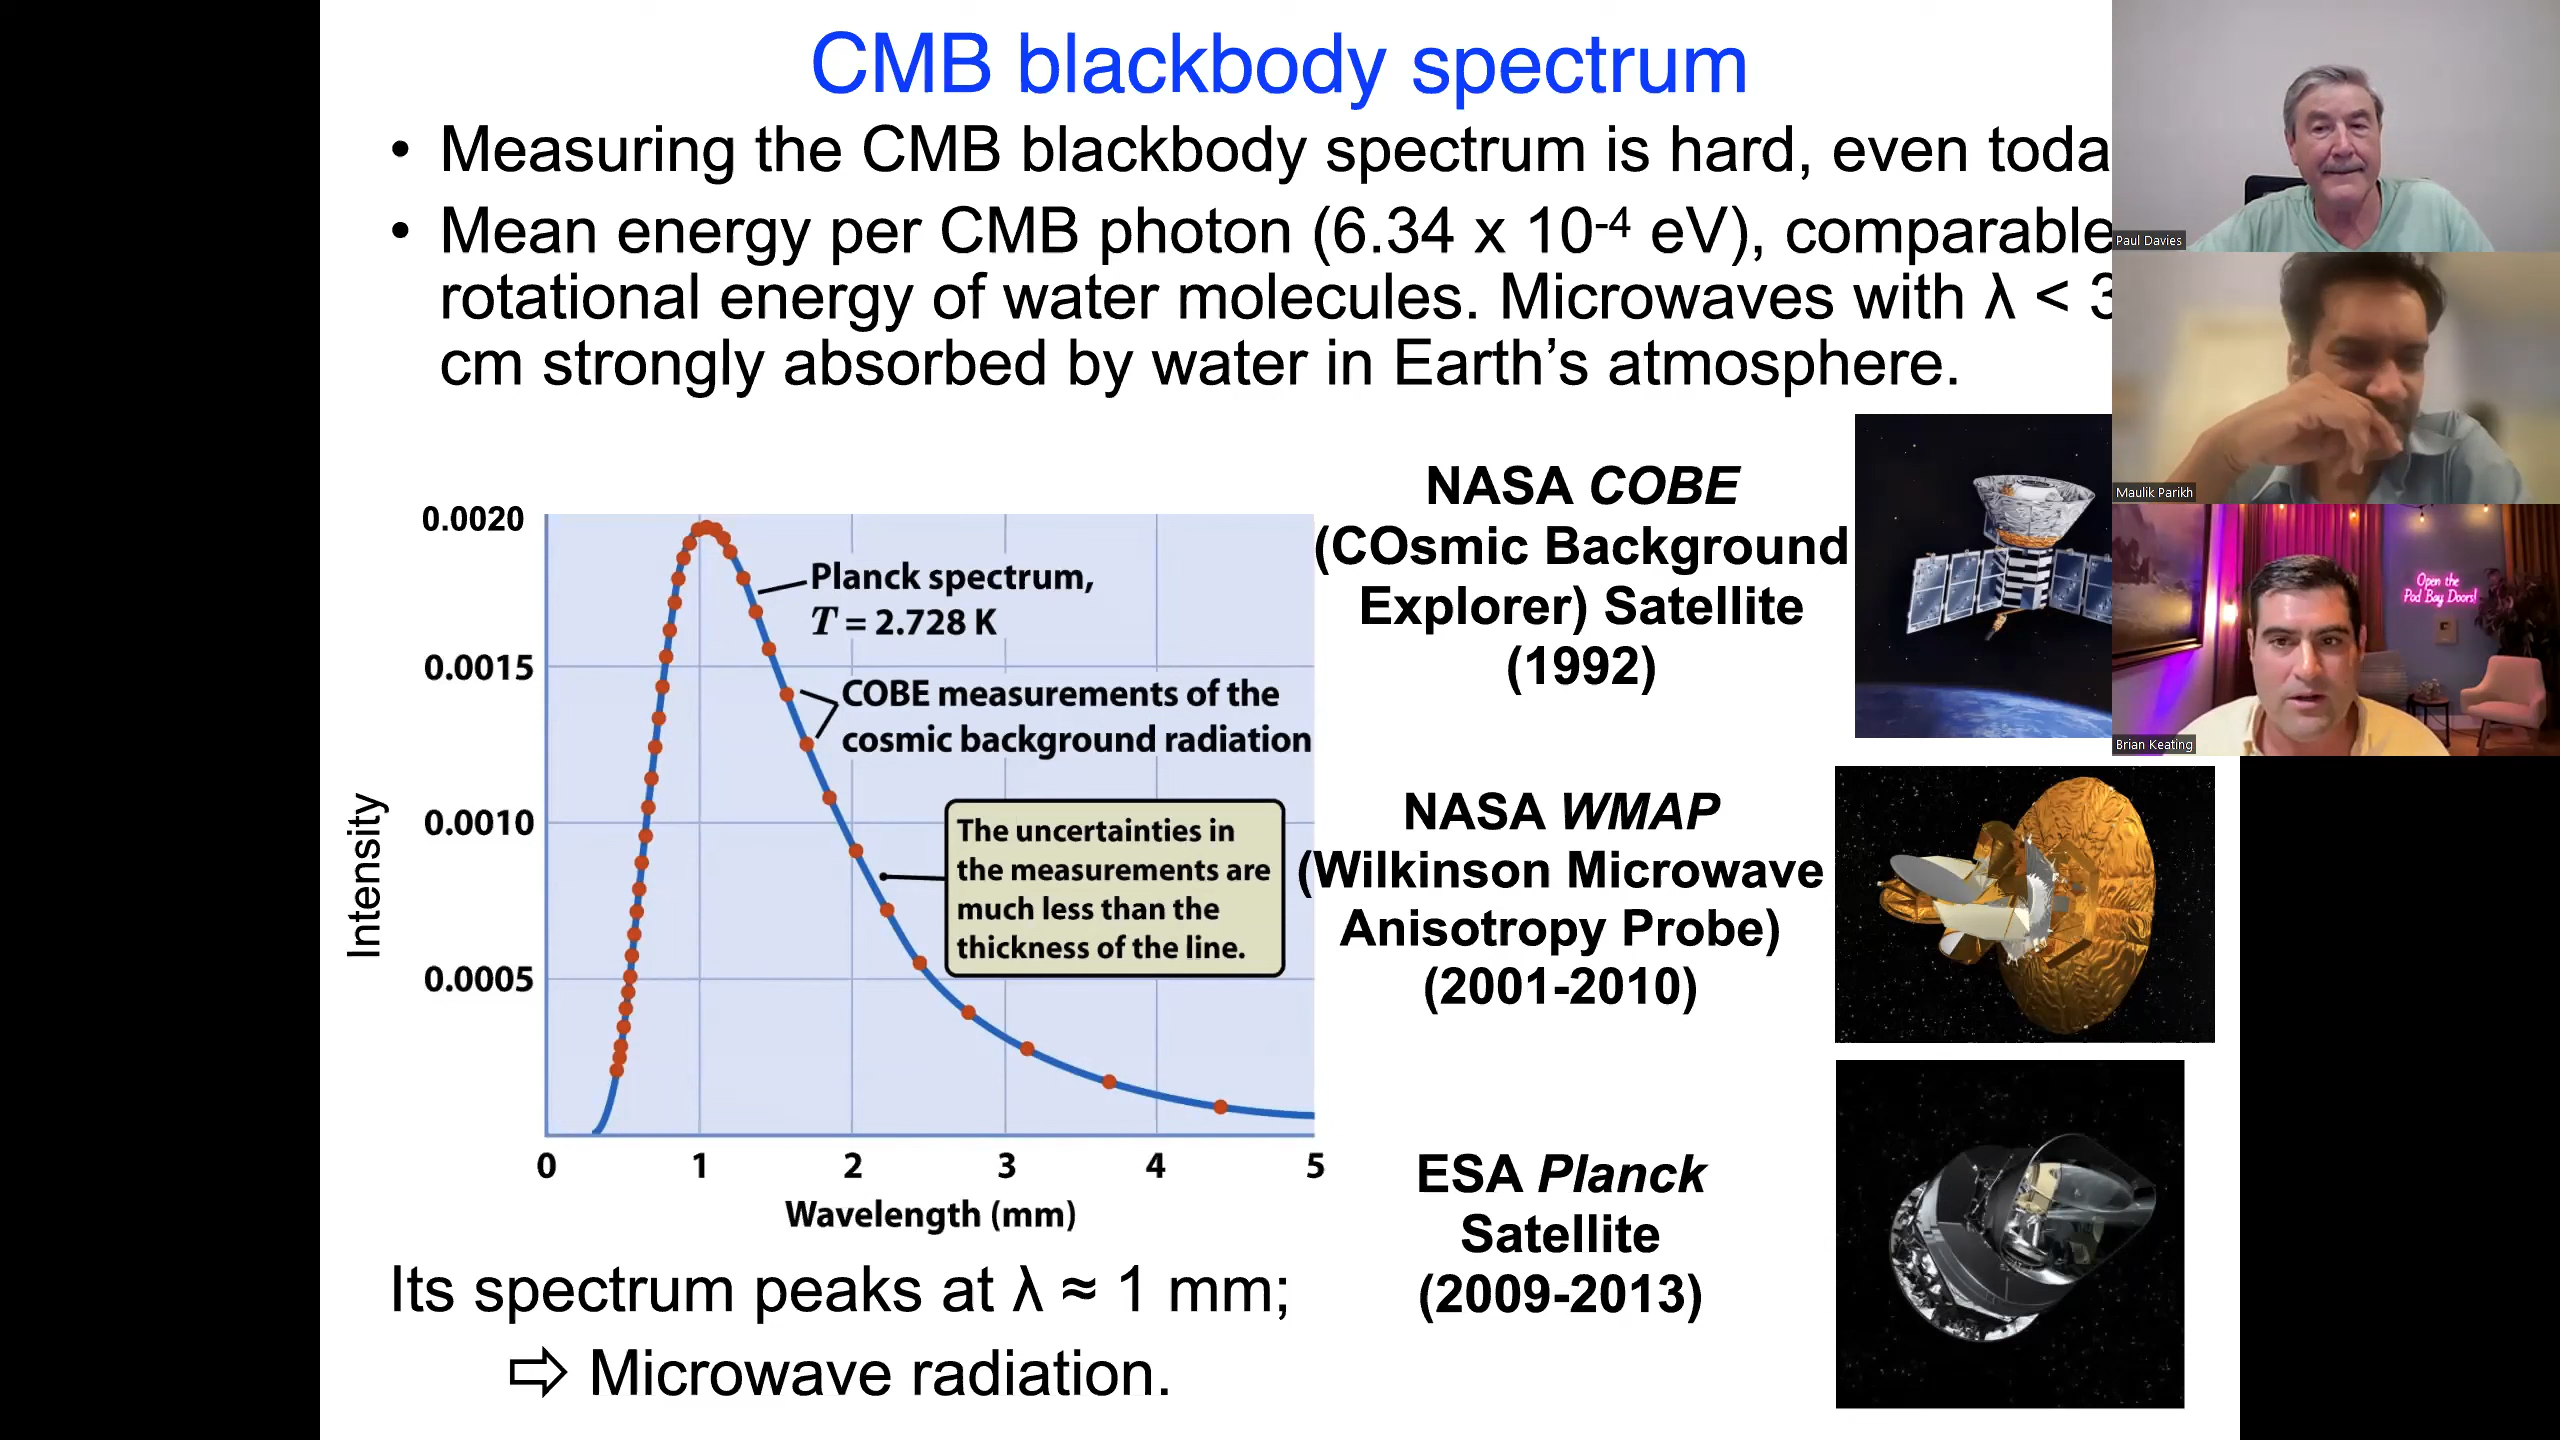 CMB blackbody spectrum
• Measuring the CMB blackbody spectrum is hard, even toda
• Mean energy per CMB photon (6.34 x 10-4 eV), comparable
rotational energy of water molecules. Microwaves with λ < 3
cm strongly absorbed by water in Earth’s atmosphere.
Intensity
0.0020
0.0015
0.0010
0.0005
Planck spectrum,
T = 2.728 K
COBE measurements of the
cosmic background radiation
The uncertainties in
the measurements are
much less than the
thickness of the line.
0 1 2 3 4 5
Wavelength (mm)
Its spectrum peaks at λ ≈ 1 mm;
⇨ Microwave radiation.
NASA COBE
(COsmic Background
Explorer) Satellite
(1992)
NASA WMAP
(Wilkinson Microwave
Anisotropy Probe)
(2001-2010)
ESA Planck
Satellite
(2009-2013)
Paul Davies
Maulik Parikh
Open the
Pod Bay Doors!
Brian Keating